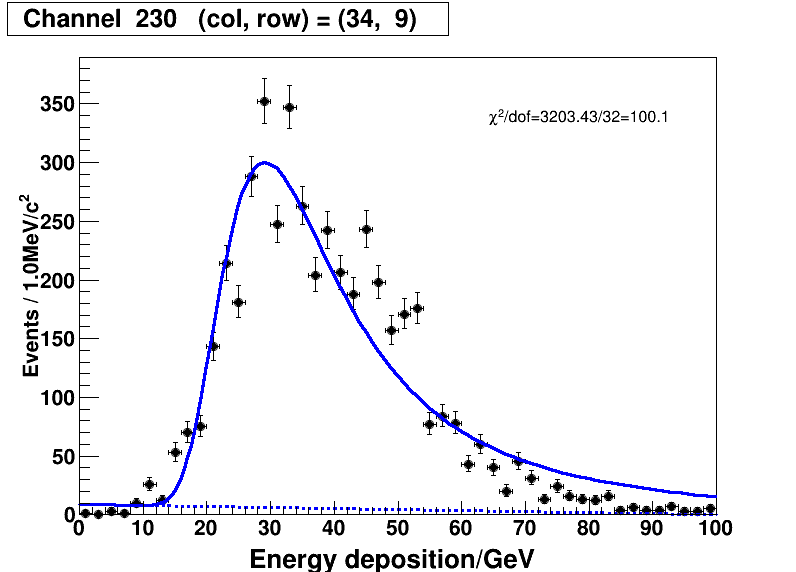 Channel 230 (col, row) = (34, 9)
χ²/dof=3203.43/32=100.1
Events / 1.0MeV/c²
350
300
250
200
150
100
50
0
0 10 20 30 40 50 60 70 80 90 100
Energy deposition/GeV